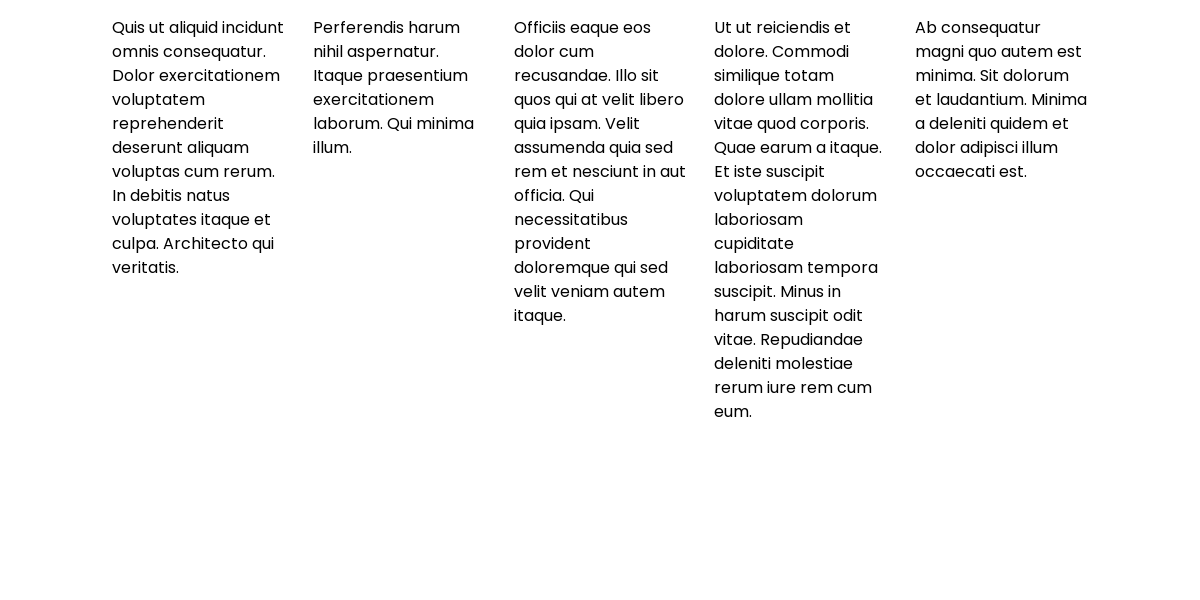 Quis ut aliquid incidunt
omnis consequatur.
Dolor exercitationem
voluptatem
reprehenderit
deserunt aliquam
voluptas cum rerum.
In debitis natus
voluptates itaque et
culpa. Architecto qui
veritatis.
Perferendis harum
nihil aspernatur.
Itaque praesentium
exercitationem
laborum. Qui minima
illum.
Officiis eaque eos
dolor cum
recusandae. Illo sit
quos qui at velit libero
quia ipsam. Velit
assumenda quia sed
rem et nesciunt in aut
officia. Qui
necessitatibus
provident
doloremque qui sed
velit veniam autem
itaque.
Ut ut reiciendis et
dolore. Commodi
similique totam
dolore ullam mollitia
vitae quod corporis.
Quae earum a itaque.
Et iste suscipit
voluptatem dolorum
laboriosam
cupiditate
laboriosam tempora
suscipit. Minus in
harum suscipit odit
vitae. Repudiandae
deleniti molestiae
rerum iure rem cum
eum.
Ab consequatur
magni quo autem est
minima. Sit dolorum
et laudantium. Minima
a deleniti quidem et
dolor adipisci illum
occaecati est.